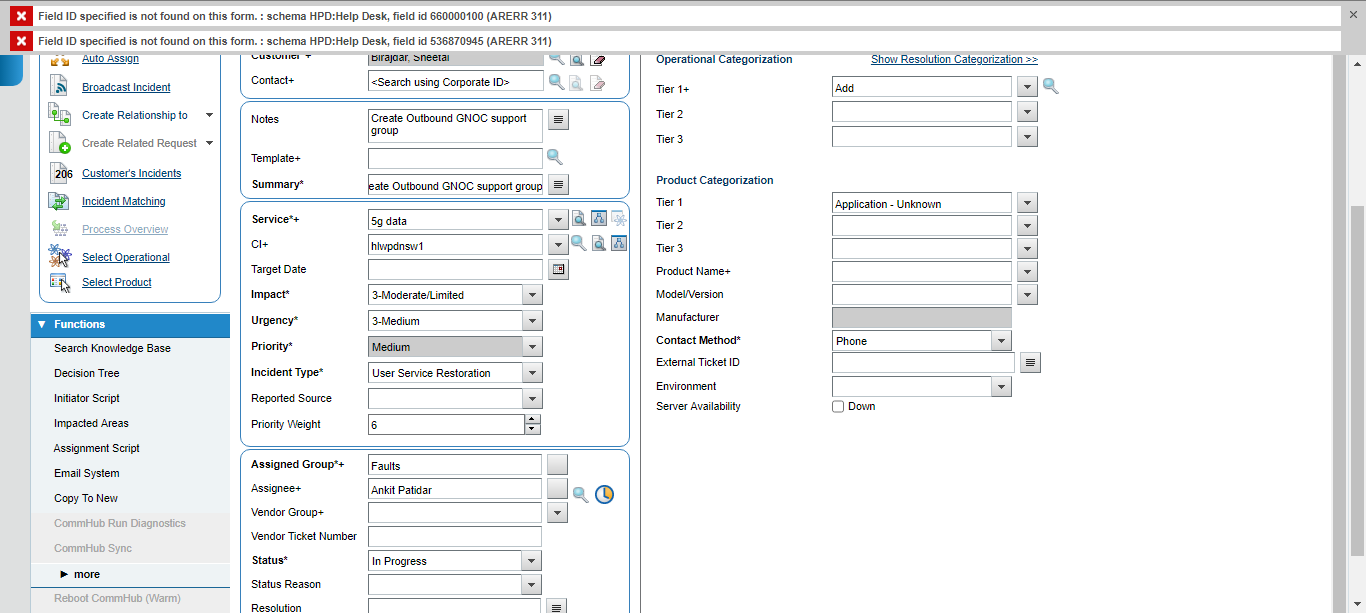 Field ID specified is not found on this form. : schema HPD:Help Desk, field id 660000100 (ARERR 311)
Field ID specified is not found on this form. : schema HPD:Help Desk, field id 536870945 (ARERR 311)
Auto Assign
Broadcast Incident
Create Relationship to
Create Related Request
206 Customer's Incidents
Incident Matching
Process Overview
Select Operational
Select Product
Functions
Search Knowledge Base
Decision Tree
Initiator Script
Impacted Areas
Assignment Script
Email System
Copy To New
CommHub Run Diagnostics
CommHub Sync
more
Reboot CommHub (Warm)
Customer*+ Birajdar, Sheetal
Contact+ <Search using Corporate ID>
Notes Create Outbound GNOC support
group
Template+
Summary* eate Outbound GNOC support group
Service*+ 5g data
CI+ hlwpdnsw1
Target Date
Impact* 3-Moderate/Limited
Urgency* 3-Medium
Priority* Medium
Incident Type* User Service Restoration
Reported Source
Priority Weight 6
Assigned Group*+ Faults
Assignee+ Ankit Patidar
Vendor Group+
Vendor Ticket Number
Status* In Progress
Status Reason
Resolution
Operational Categorization Show Resolution Categorization >>
Tier 1+ Add
Tier 2
Tier 3
Product Categorization
Tier 1 Application - Unknown
Tier 2
Tier 3
Product Name+
Model/Version
Manufacturer
Contact Method* Phone
External Ticket ID
Environment
Server Availability Down